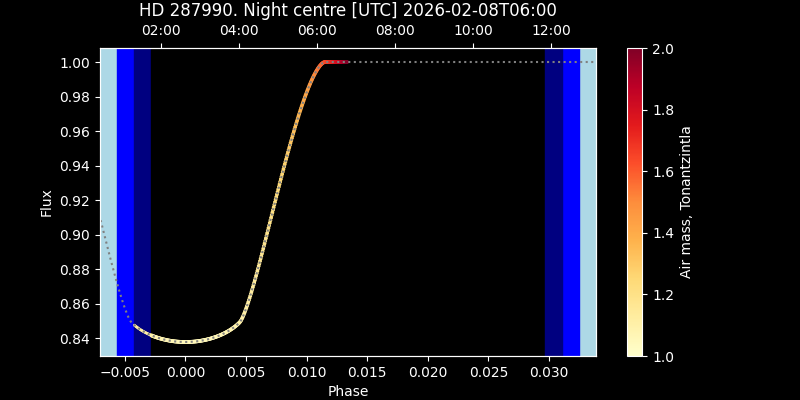 HD 287990. Night centre [UTC] 2026-02-08T06:00
02:00 04:00 06:00 08:00 10:00 12:00
1.00
0.98
0.96
0.94
0.92
0.90
0.88
0.86
0.84
Flux
−0.005 0.000 0.005 0.010 0.015 0.020 0.025 0.030
Phase
2.0
1.8
1.6
1.4
1.2
1.0
Air mass, Tonantzintla